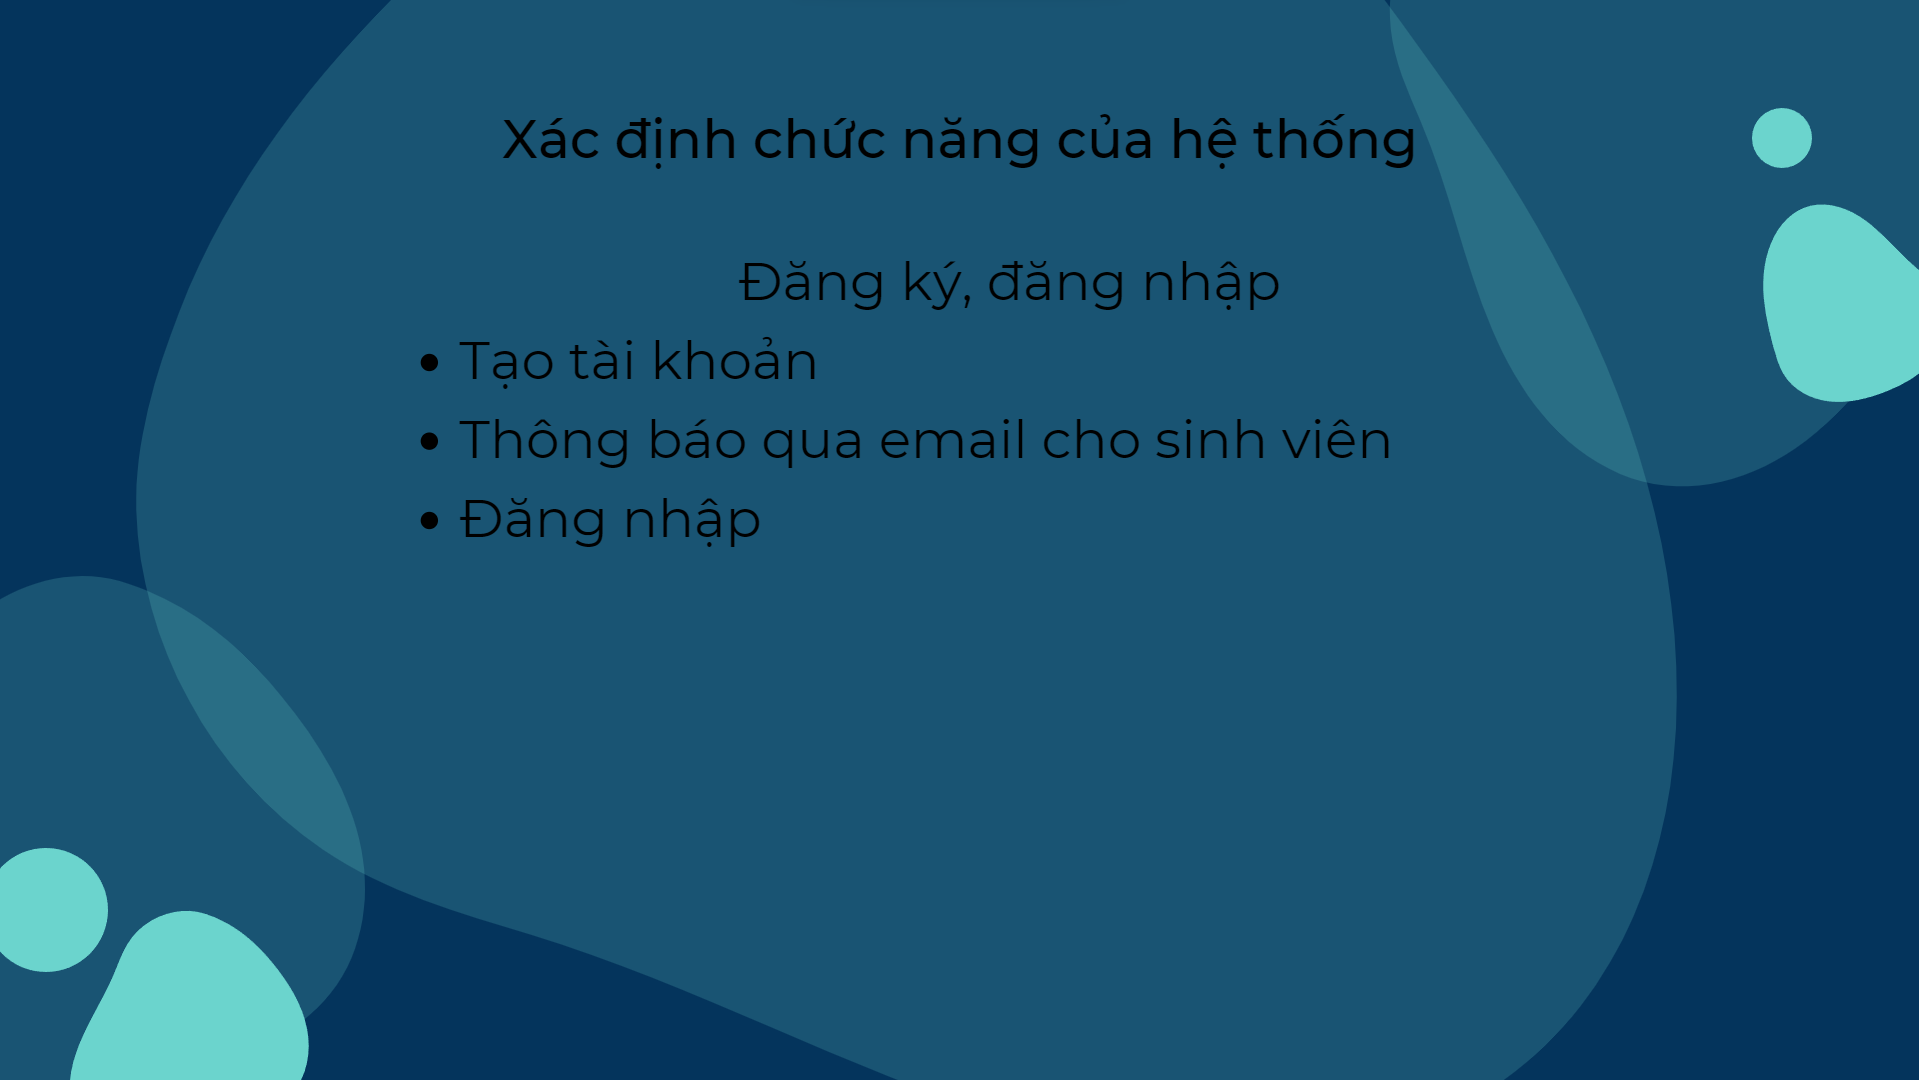 Xác định chức năng của hệ thống
Đăng ký, đăng nhập
• Tạo tài khoản
• Thông báo qua email cho sinh viên
• Đăng nhập